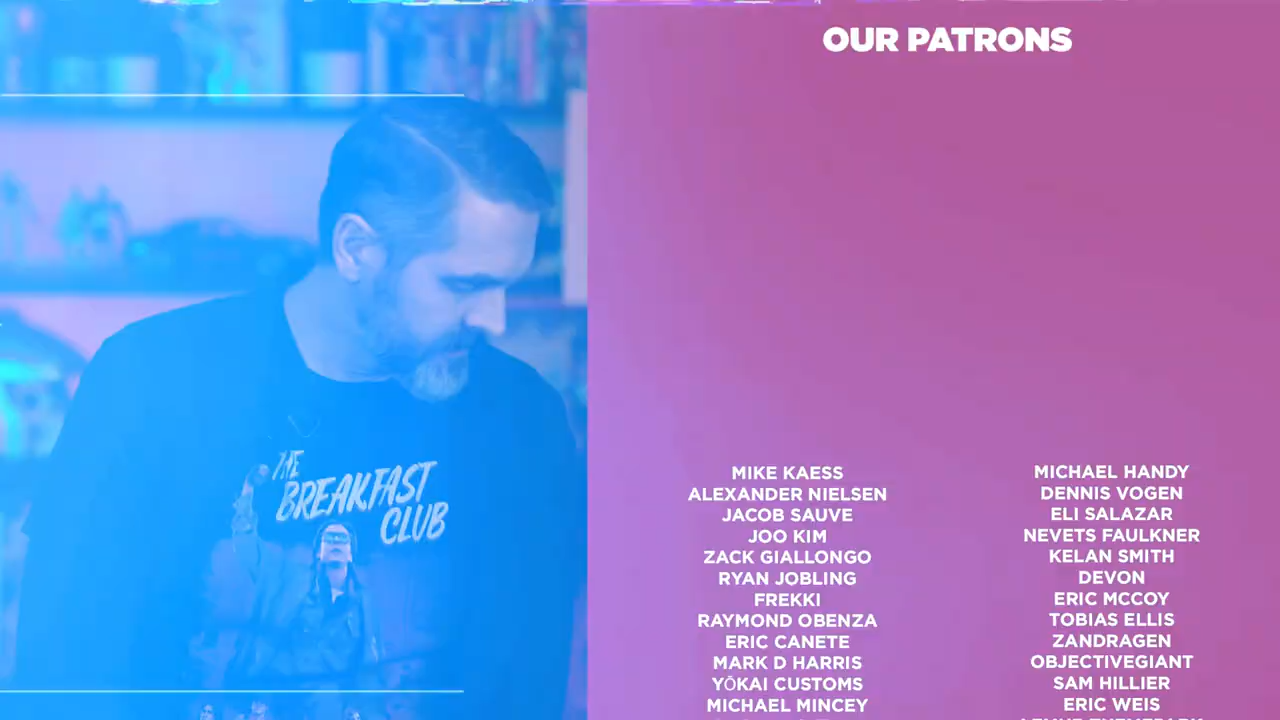 OUR PATRONS
THE
BREAKFAST
CLUB
MIKE KAESS
ALEXANDER NIELSEN
JACOB SAUVE
JOO KIM
ZACK GIALLONGO
RYAN JOBLING
FREKKI
RAYMOND OBENZA
ERIC CANETE
MARK D HARRIS
YŌKAI CUSTOMS
MICHAEL MINCEY
MICHAEL HANDY
DENNIS VOGEN
ELI SALAZAR
NEVETS FAULKNER
KELAN SMITH
DEVON
ERIC MCCOY
TOBIAS ELLIS
ZANDRAGEN
OBJECTIVEGIANT
SAM HILLIER
ERIC WEIS